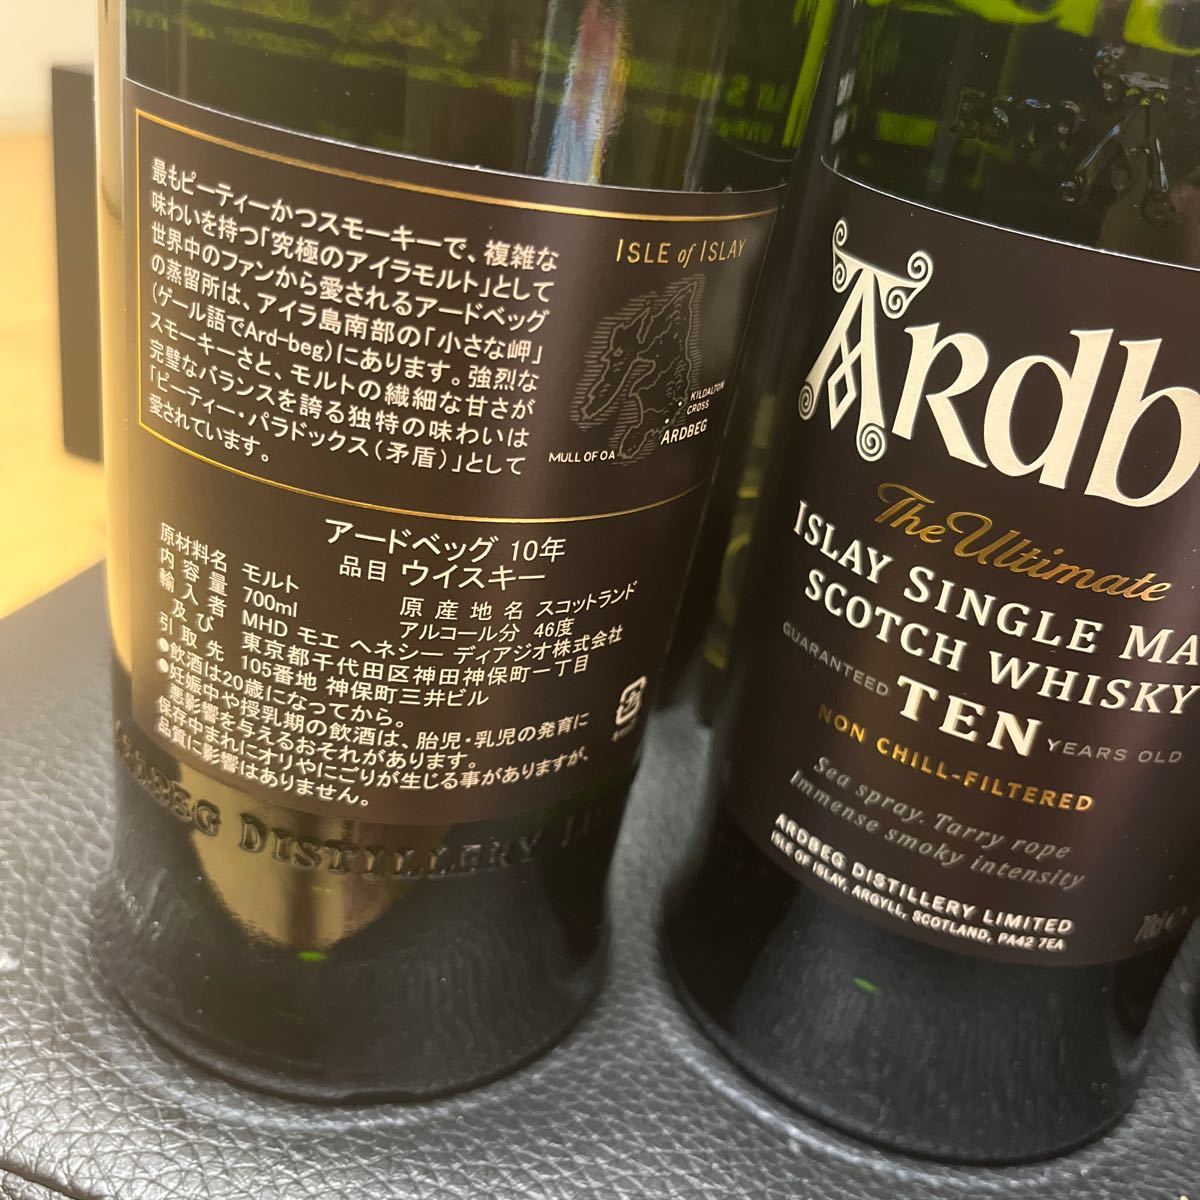 最もピーティーかつスモーキーで、複雑な
味わいを持つ「究極のアイラモルト」として
世界中のファンから愛されるアードベッグ
の蒸留所は、アイラ島南部の「小さな岬」
(ゲール語でArd-beg)にあります。強烈な
スモーキーさと、モルトの繊細な甘さが
完璧なバランスを誇る独特の味わいは
「ピーティー・パラドックス(矛盾)」として
愛されています。
ISLE of ISLAY
KILDALTON
CROSS
ARDBEG
MULL OF OA
アードベッグ 10年
品目 ウイスキー
原材料名 モルト
原産地名 スコットランド
内容量 700ml
アルコール分 46度
輸入者 MHD モエ ヘネシー ディアジオ株式会社
及び 東京都千代田区神田神保町一丁目
引取先 105番地 神保町三井ビル
●飲酒は20歳になってから。
●妊娠中や授乳期の飲酒は、胎児・乳児の発育に
悪影響を与えるおそれがあります。
保存中まれにオリやにごりが生じる事がありますが、
品質に影響はありません。
ARDBEG DISTILLERY
Ardb
The Ultimate
ISLAY SINGLE MA
SCOTCH WHISKY
GUARANTEED TEN YEARS OLD
NON CHILL-FILTERED
Sea spray. Tarry rope
Immense smoky intensity
ARDBEG DISTILLERY LIMITED
ISLE OF ISLAY, ARGYLL, SCOTLAND, PA42 7EA
70cl